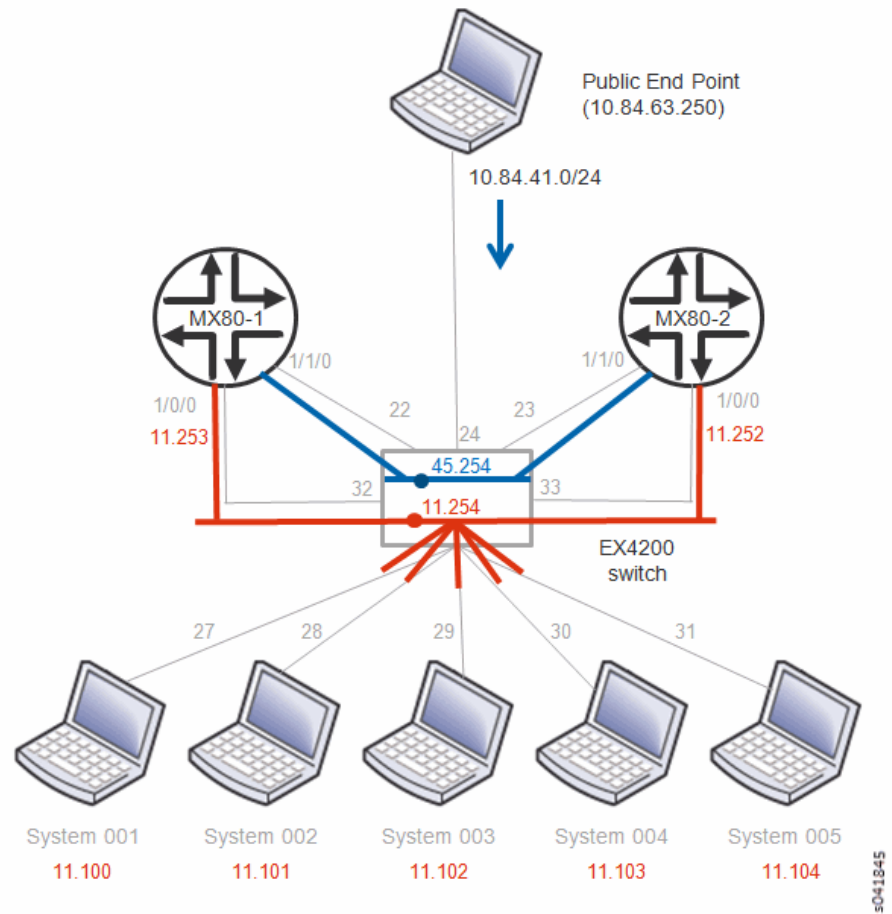 Public End Point
(10.84.63.250)
10.84.41.0/24
MX80-1
MX80-2
1/1/0
1/1/0
1/0/0
11.253
22
23
1/0/0
11.252
24
45.254
32
33
11.254
EX4200
switch
27
28
29
30
31
System 001
System 002
System 003
System 004
System 005
11.100
11.101
11.102
11.103
11.104
s041845